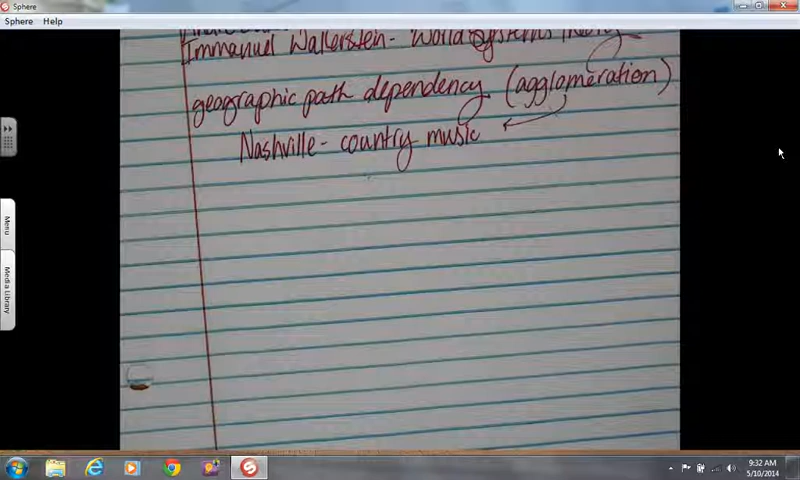 Sphere
Sphere Help
Immanuel Wallerstein- World Systems Theory
geographic path dependency (agglomeration)
Nashville- country music
Menu
Media Library
9:32 AM
5/10/2014